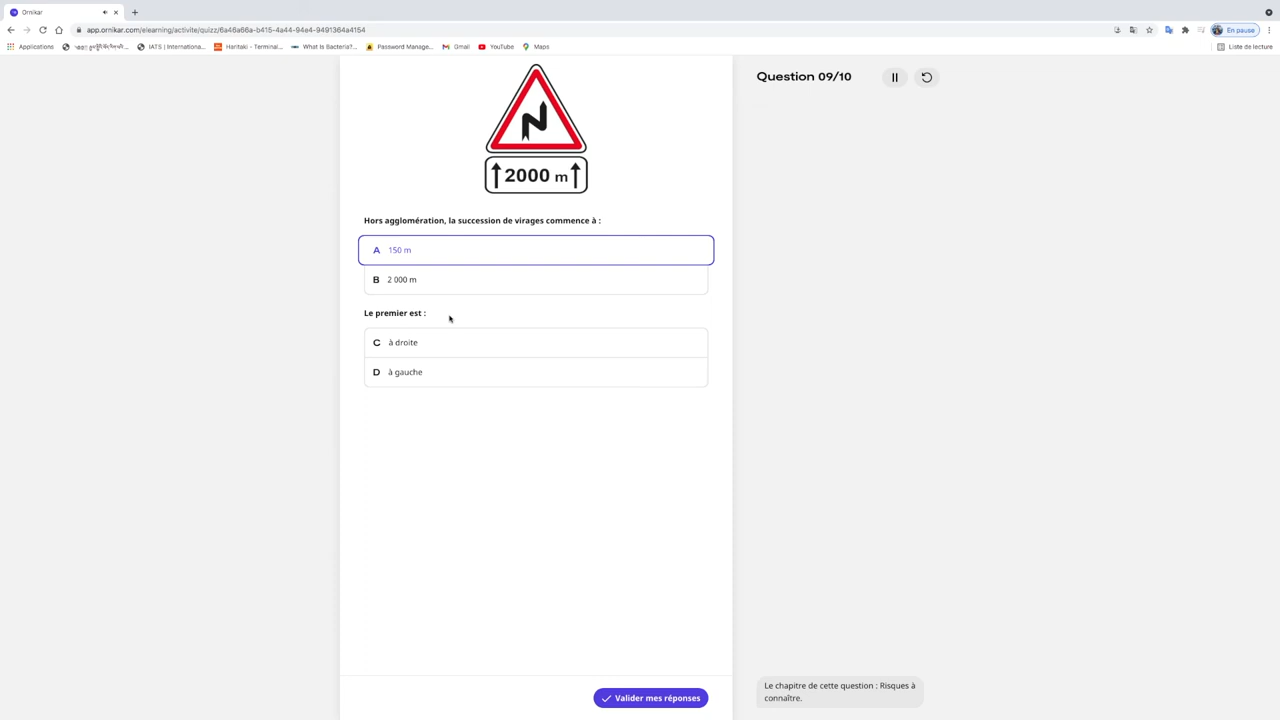 Ornikar
app.ornikar.com/elearning/activite/quizz/6a46a66a-b415-4a44-94e4-9491364a4154
En pause
Applications
IATS | Internationa...
Haritaki - Terminal...
What Is Bacteria?...
Password Manage...
Gmail
YouTube
Maps
Liste de lecture
Question 09/10
2000 m
Hors agglomération, la succession de virages commence à :
A 150 m
B 2 000 m
Le premier est :
C à droite
D à gauche
Valider mes réponses
Le chapitre de cette question : Risques à
connaître.